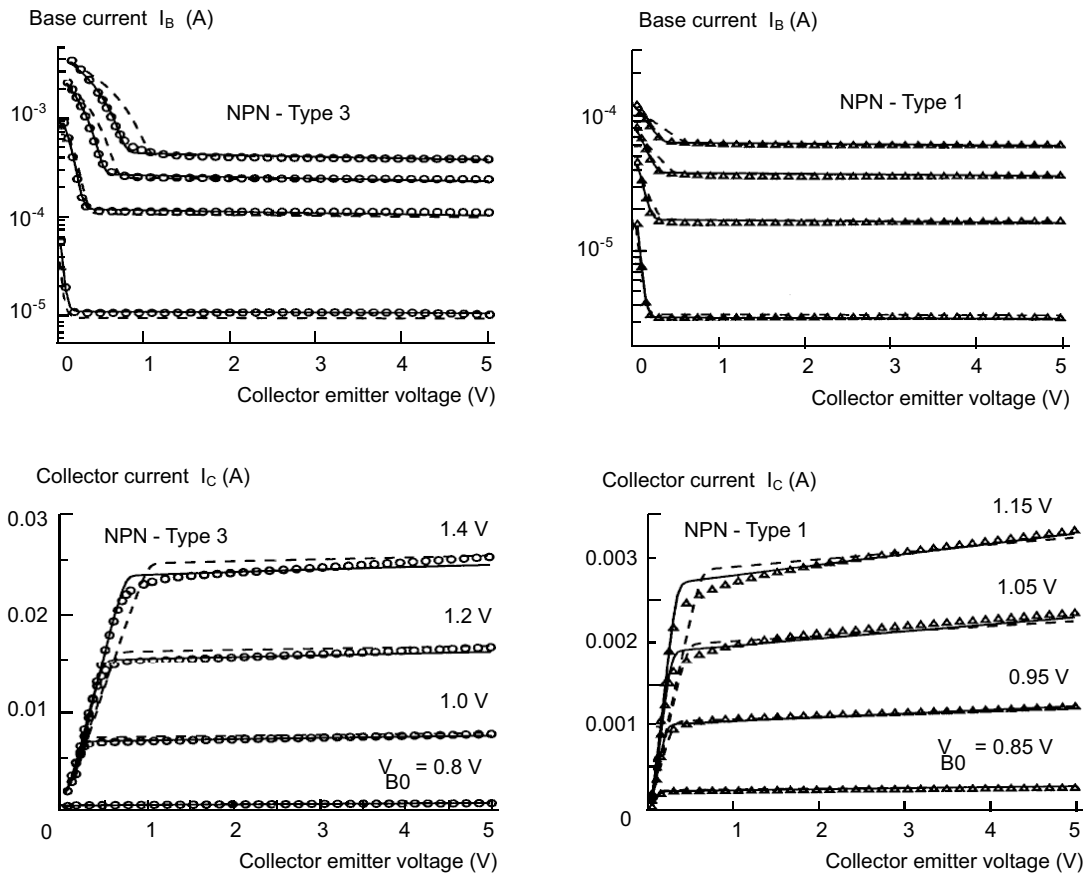 Base current I_B (A)
NPN - Type 3
10^-3
10^-4
10^-5
0 1 2 3 4 5
Collector emitter voltage (V)
Base current I_B (A)
NPN - Type 1
10^-4
10^-5
0 1 2 3 4 5
Collector emitter voltage (V)
Collector current I_C (A)
0.03
NPN - Type 3
1.4 V
0.02
1.2 V
0.01
1.0 V
V_B0 = 0.8 V
0 1 2 3 4 5
Collector emitter voltage (V)
Collector current I_C (A)
1.15 V
NPN - Type 1
0.003
1.05 V
0.002
0.95 V
0.001
V_B0 = 0.85 V
0 1 2 3 4 5
Collector emitter voltage (V)